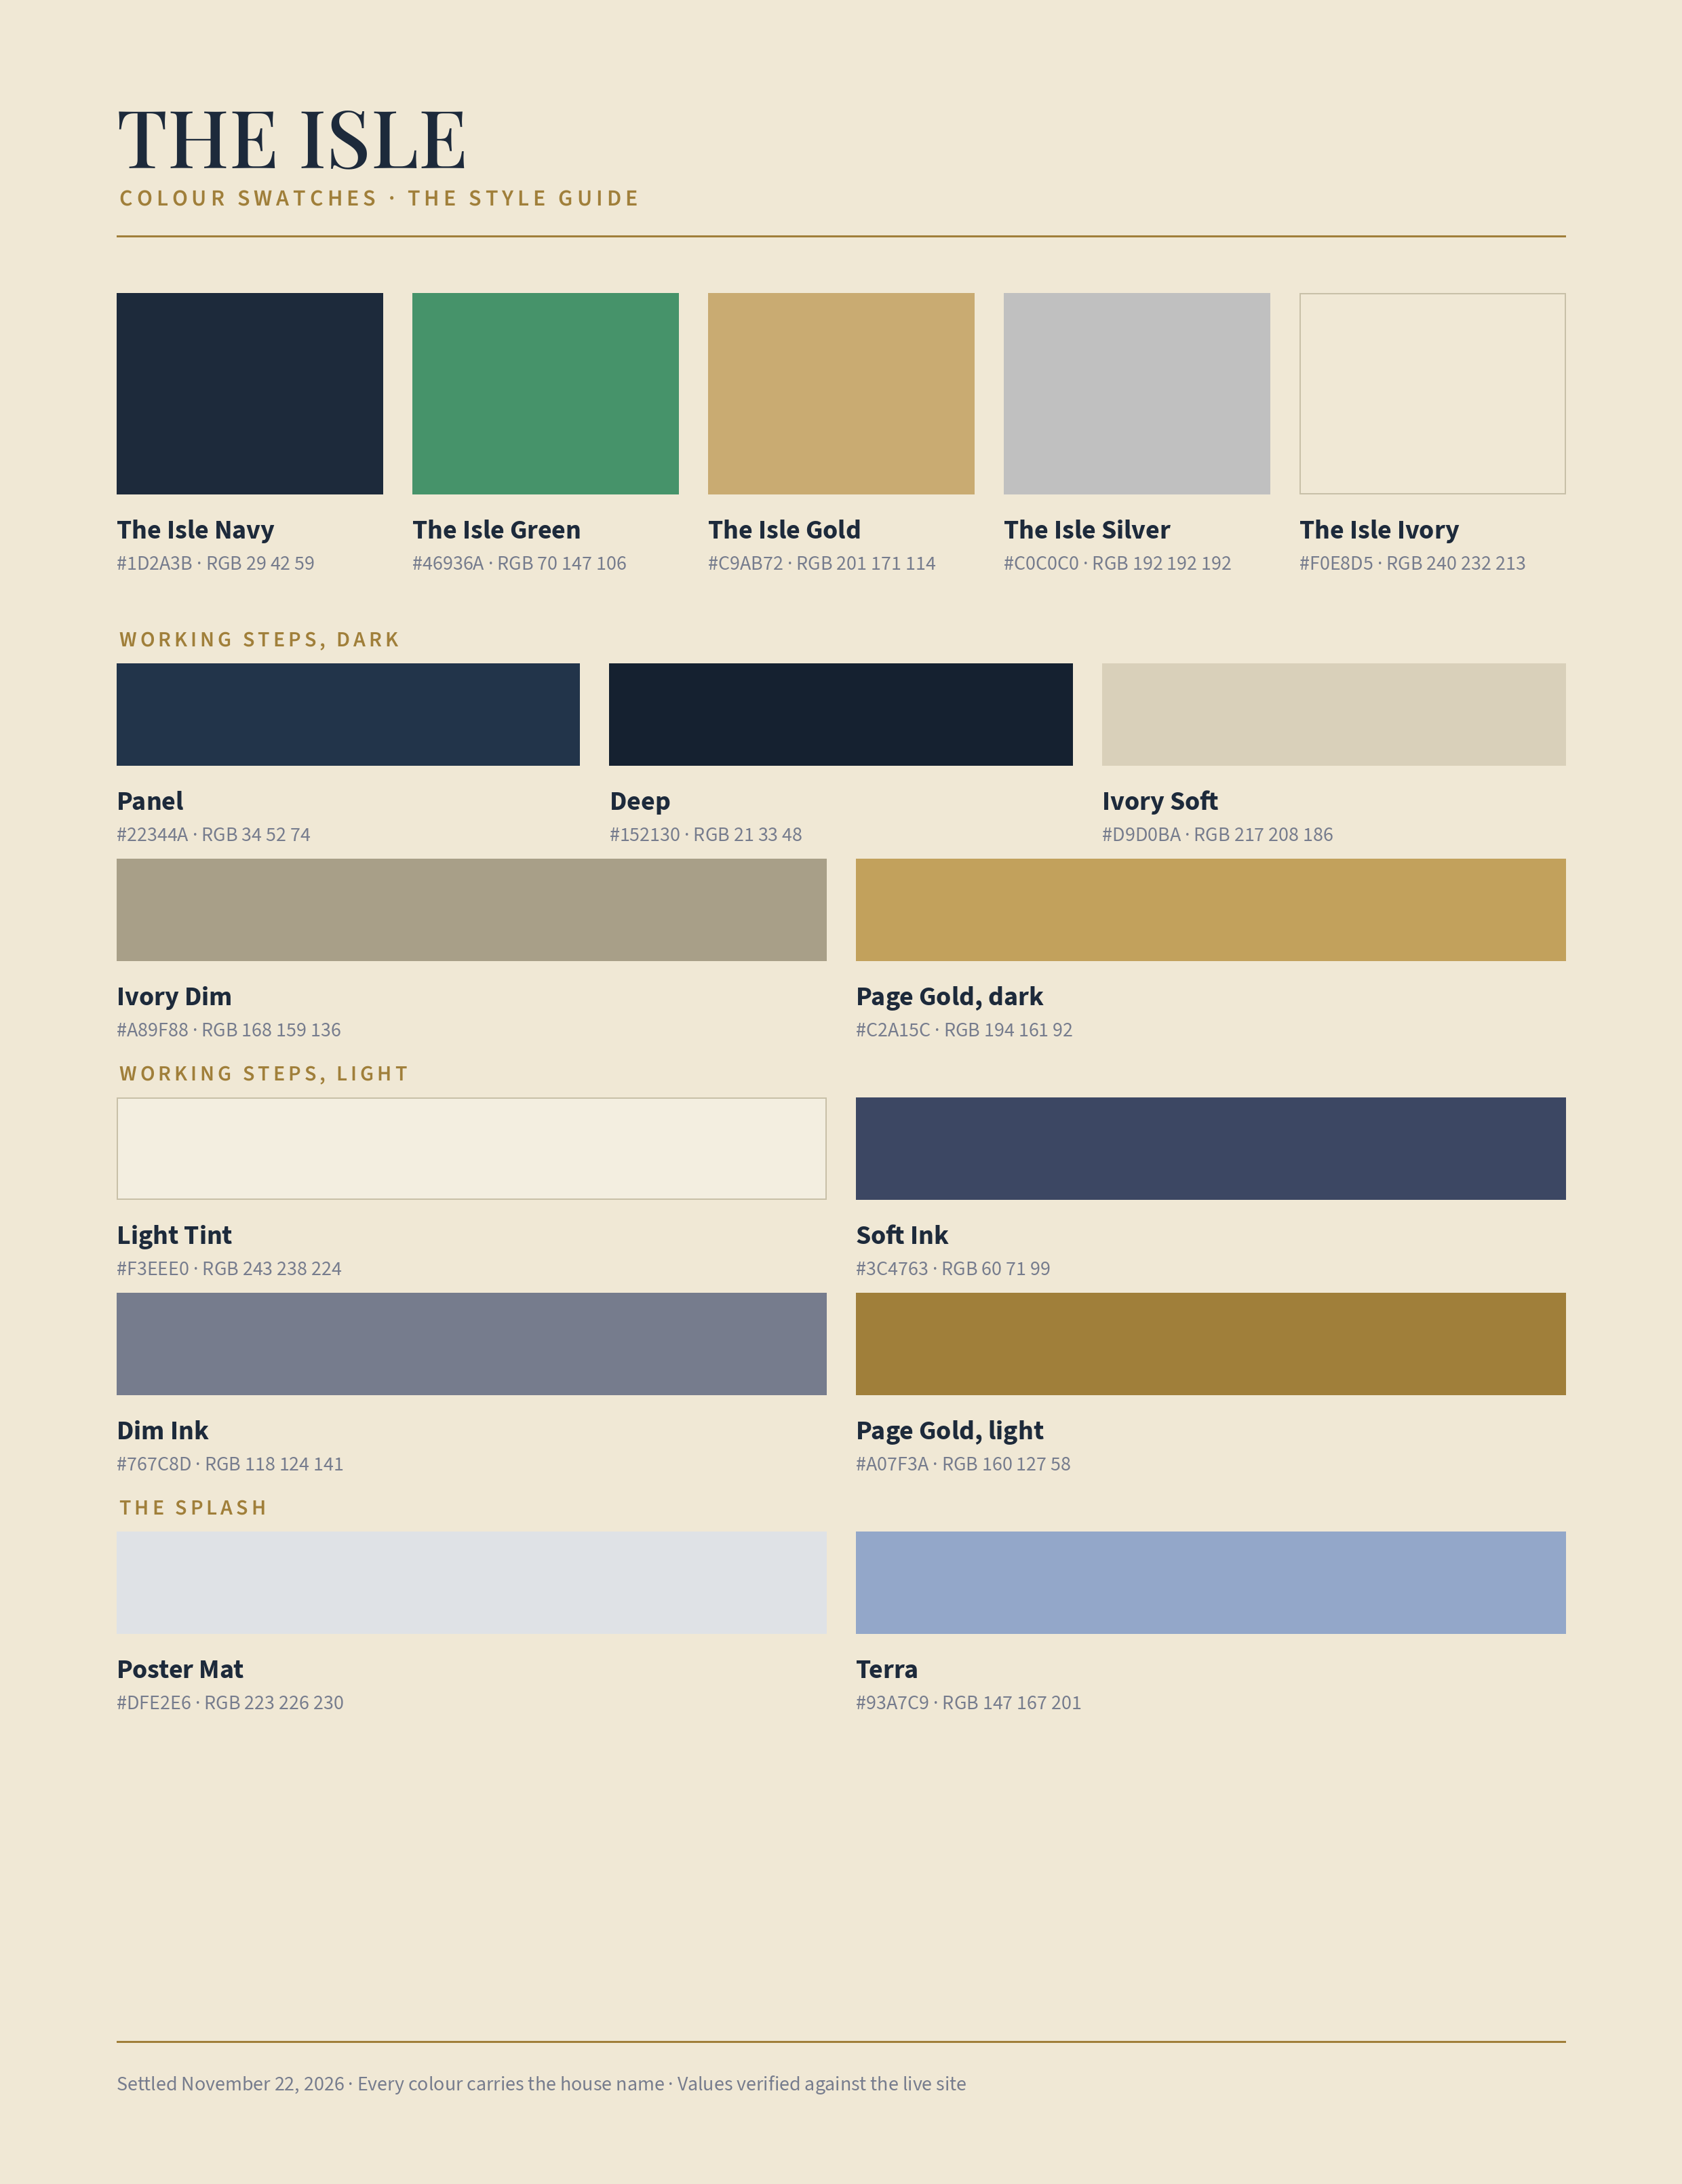 THE ISLE
COLOUR SWATCHES · THE STYLE GUIDE
The Isle Navy
#1D2A3B · RGB 29 42 59
The Isle Green
#46936A · RGB 70 147 106
The Isle Gold
#C9AB72 · RGB 201 171 114
The Isle Silver
#C0C0C0 · RGB 192 192 192
The Isle Ivory
#F0E8D5 · RGB 240 232 213
WORKING STEPS, DARK
Panel
#22344A · RGB 34 52 74
Deep
#152130 · RGB 21 33 48
Ivory Soft
#D9D0BA · RGB 217 208 186
Ivory Dim
#A89F88 · RGB 168 159 136
Page Gold, dark
#C2A15C · RGB 194 161 92
WORKING STEPS, LIGHT
Light Tint
#F3EEE0 · RGB 243 238 224
Soft Ink
#3C4763 · RGB 60 71 99
Dim Ink
#767C8D · RGB 118 124 141
Page Gold, light
#A07F3A · RGB 160 127 58
THE SPLASH
Poster Mat
#DFE2E6 · RGB 223 226 230
Terra
#93A7C9 · RGB 147 167 201
Settled November 22, 2026 · Every colour carries the house name · Values verified against the live site